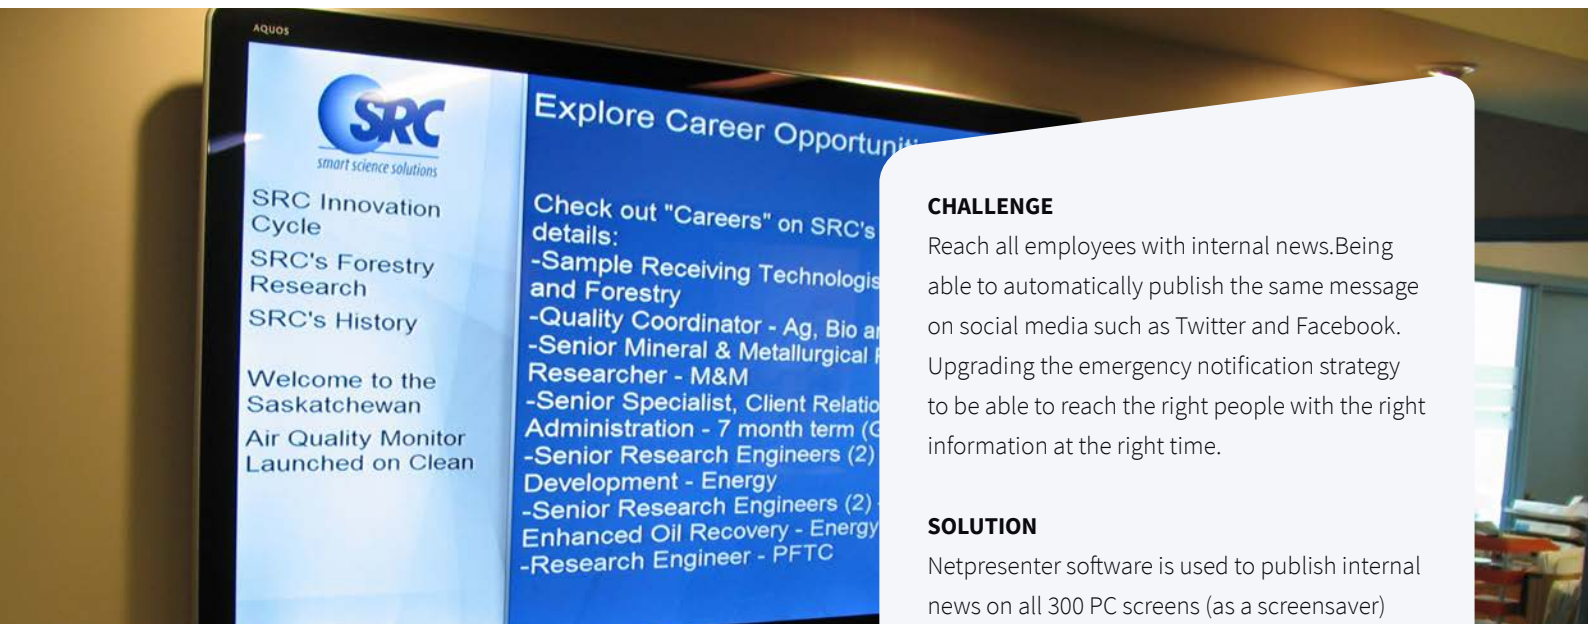 AQUOS
SRC
smart science solutions
SRC Innovation
Cycle
SRC's Forestry
Research
SRC's History
Welcome to the
Saskatchewan
Air Quality Monitor
Launched on Clean
Explore Career
Check out "Careers" on SRC's
details:
-Sample Receiving
and Forestry
-Quality Coordinator - Ag, Bio
-Senior Mineral & Metallurgical
Researcher - M&M
-Senior Specialist, Client
Administration - 7 month term
-Senior Research Engineers (2)
Development - Energy
-Senior Research Engineers (2)
Enhanced Oil Recovery - Energy
-Research Engineer - PFTC
CHALLENGE
Reach all employees with internal news.Being
able to automatically publish the same message
on social media such as Twitter and Facebook.
Upgrading the emergency notification strategy
to be able to reach the right people with the right
information at the right time.
SOLUTION
Netpresenter software is used to publish internal
news on all 300 PC screens (as a screensaver)